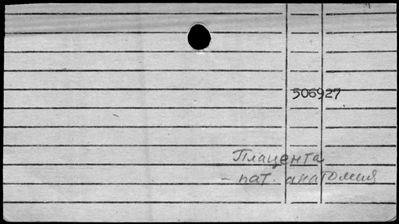 506927
Плацента
- пат. анатомия